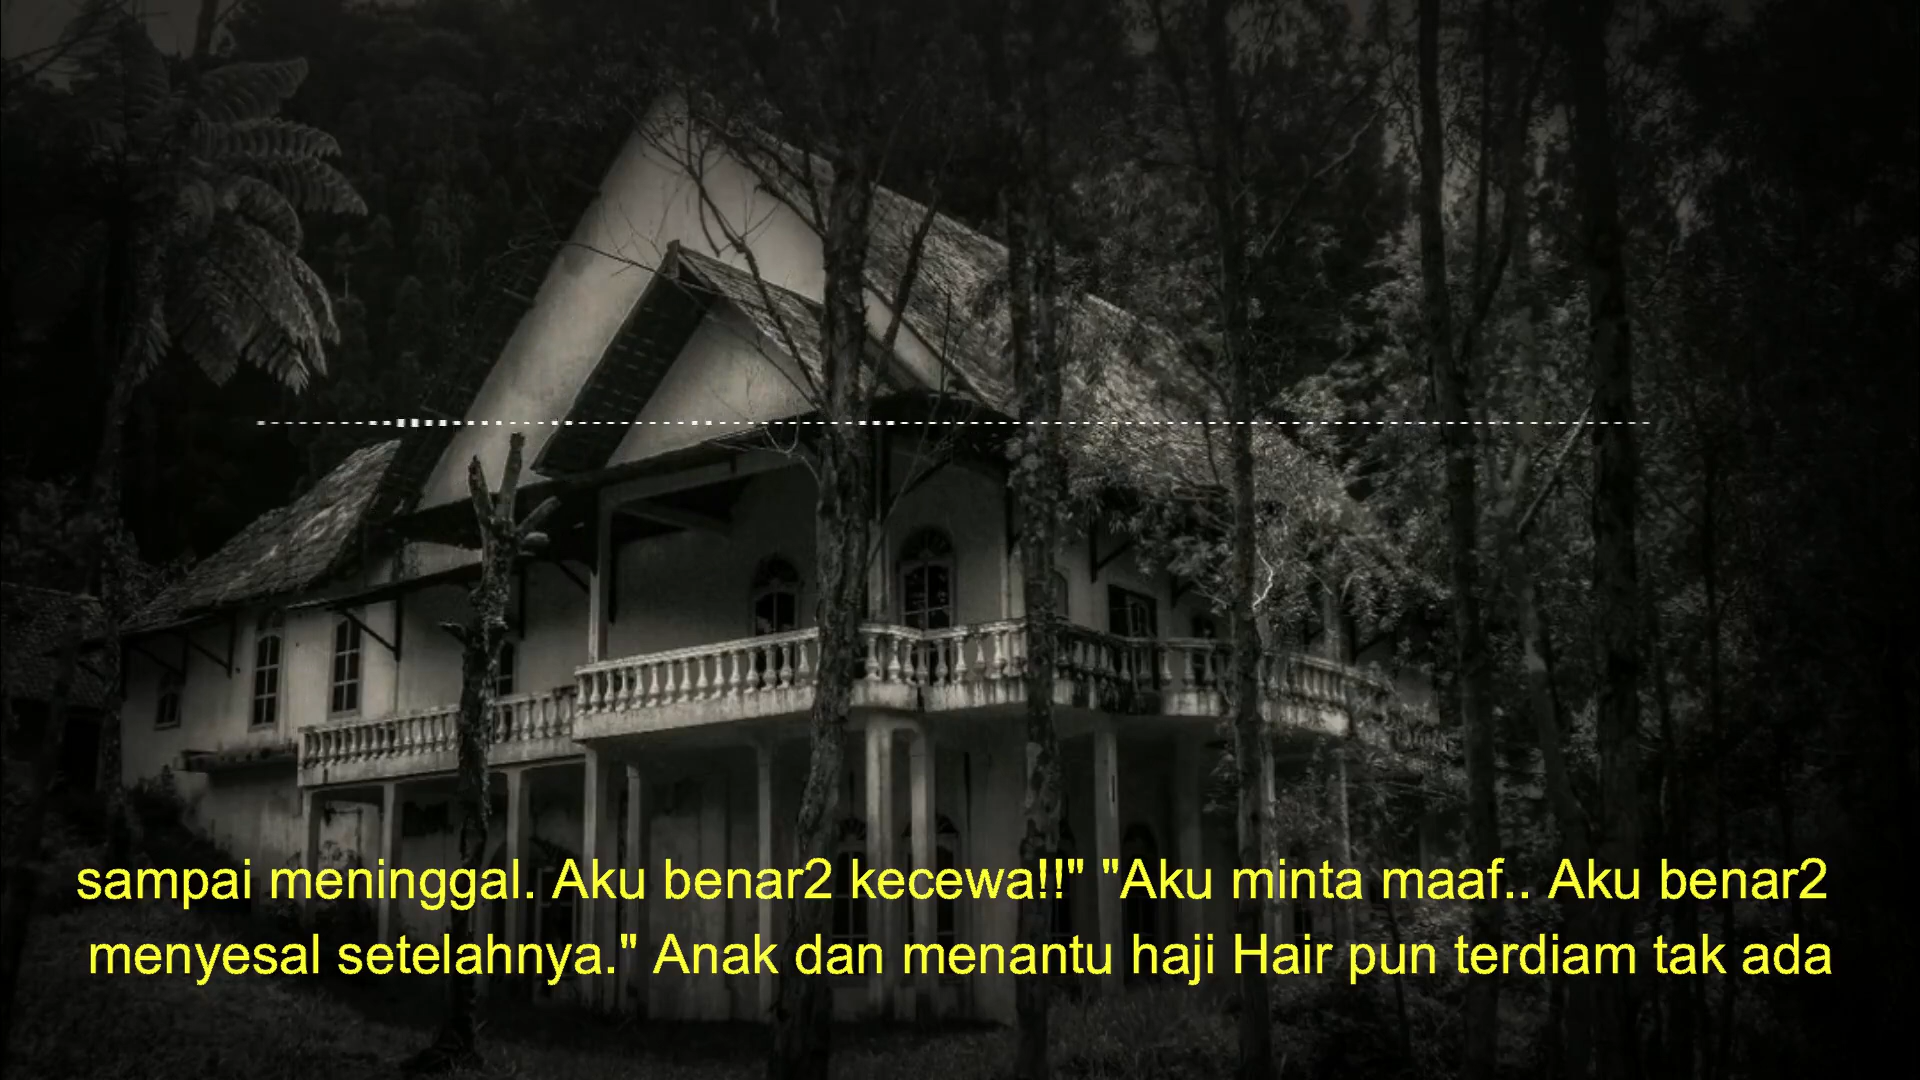 sampai meninggal. Aku benar2 kecewa!!" "Aku minta maaf.. Aku benar2
menyesal setelahnya." Anak dan menantu haji Hair pun terdiam tak ada